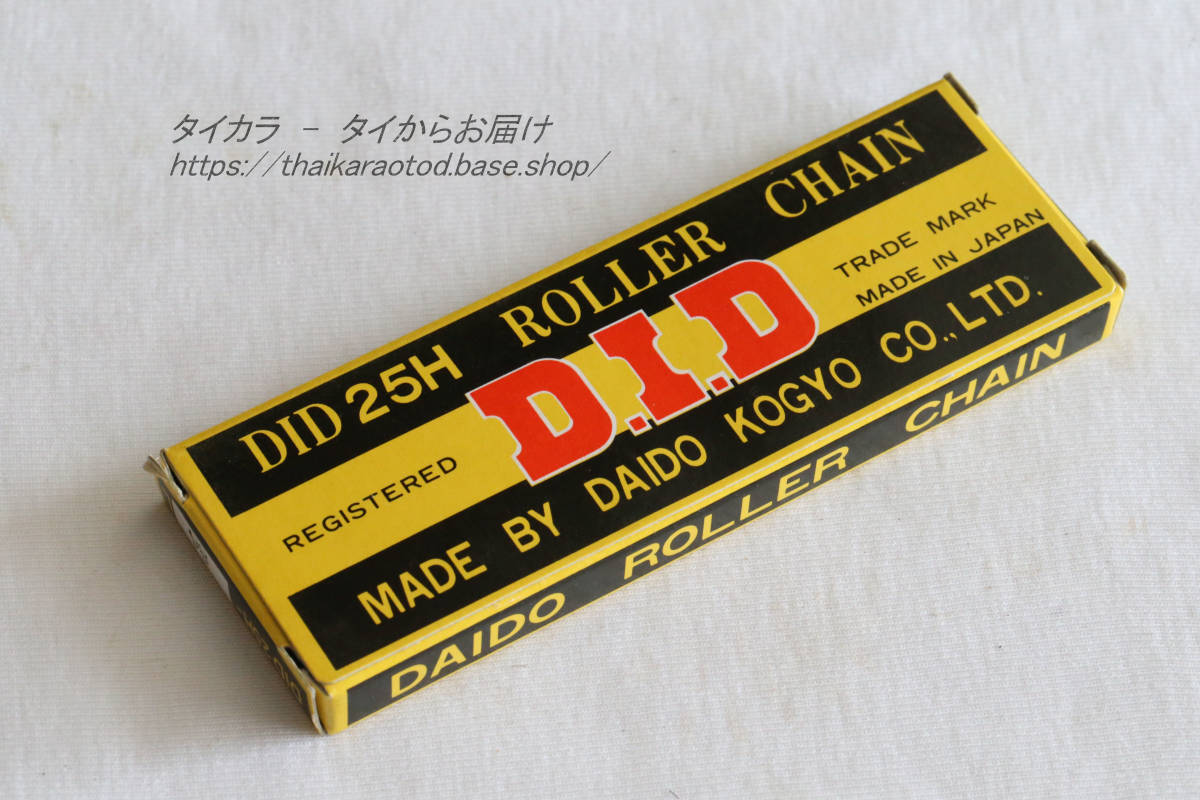 タイカラ - タイからお届け
https://thaikaraotod.base.shop/
DID 25H ROLLER CHAIN
REGISTERED D.I.D TRADE MARK
MADE IN JAPAN
MADE BY DAIDO KOGYO CO.,LTD.
DAIDO ROLLER CHAIN